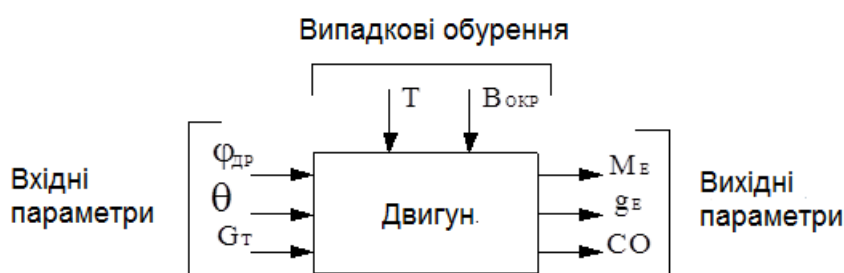 Випадкові обурення
T
Bокр
φдр
Mе
Вхідні
параметри
θ
Двигун.
gе
Вихідні
параметри
Gт
CO